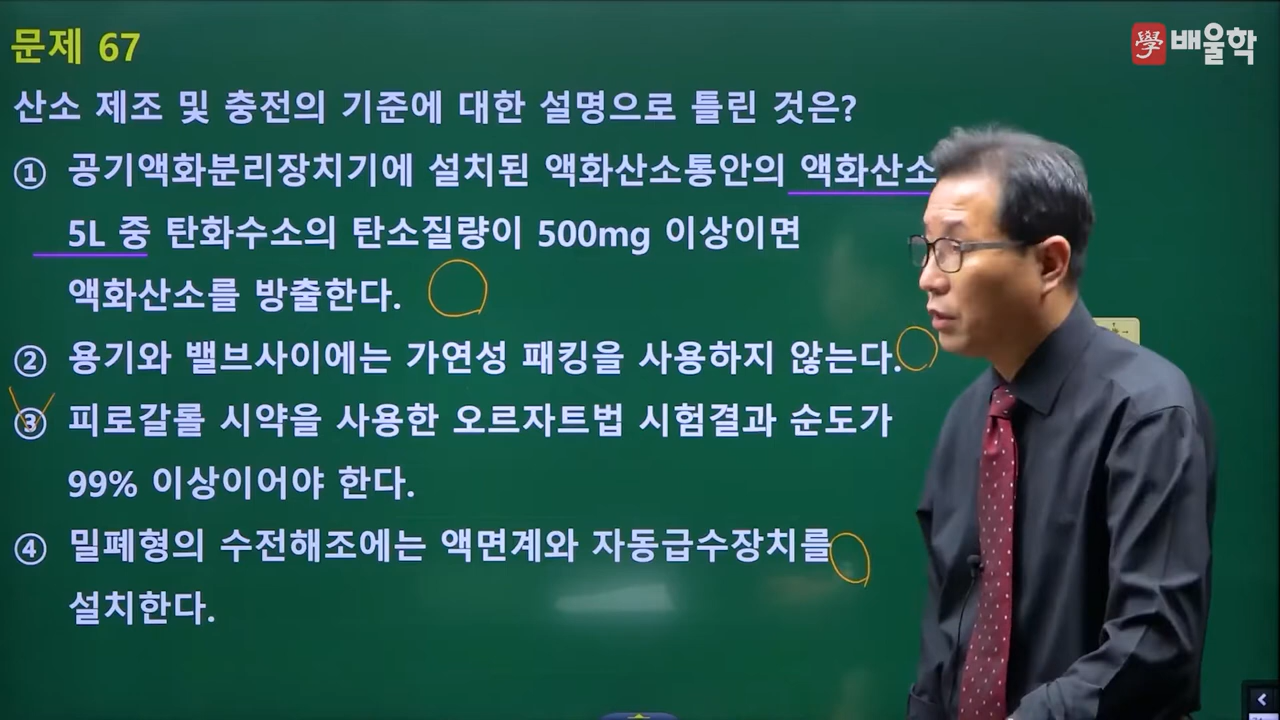 문제 67
學 배울학
산소 제조 및 충전의 기준에 대한 설명으로 틀린 것은?
① 공기액화분리장치기에 설치된 액화산소통안의 액화산소
5L 중 탄화수소의 탄소질량이 500mg 이상이면
액화산소를 방출한다.
② 용기와 밸브사이에는 가연성 패킹을 사용하지 않는다.
③ 피로갈롤 시약을 사용한 오르자트법 시험결과 순도가
99% 이상이어야 한다.
④ 밀폐형의 수전해조에는 액면계와 자동급수장치를
설치한다.